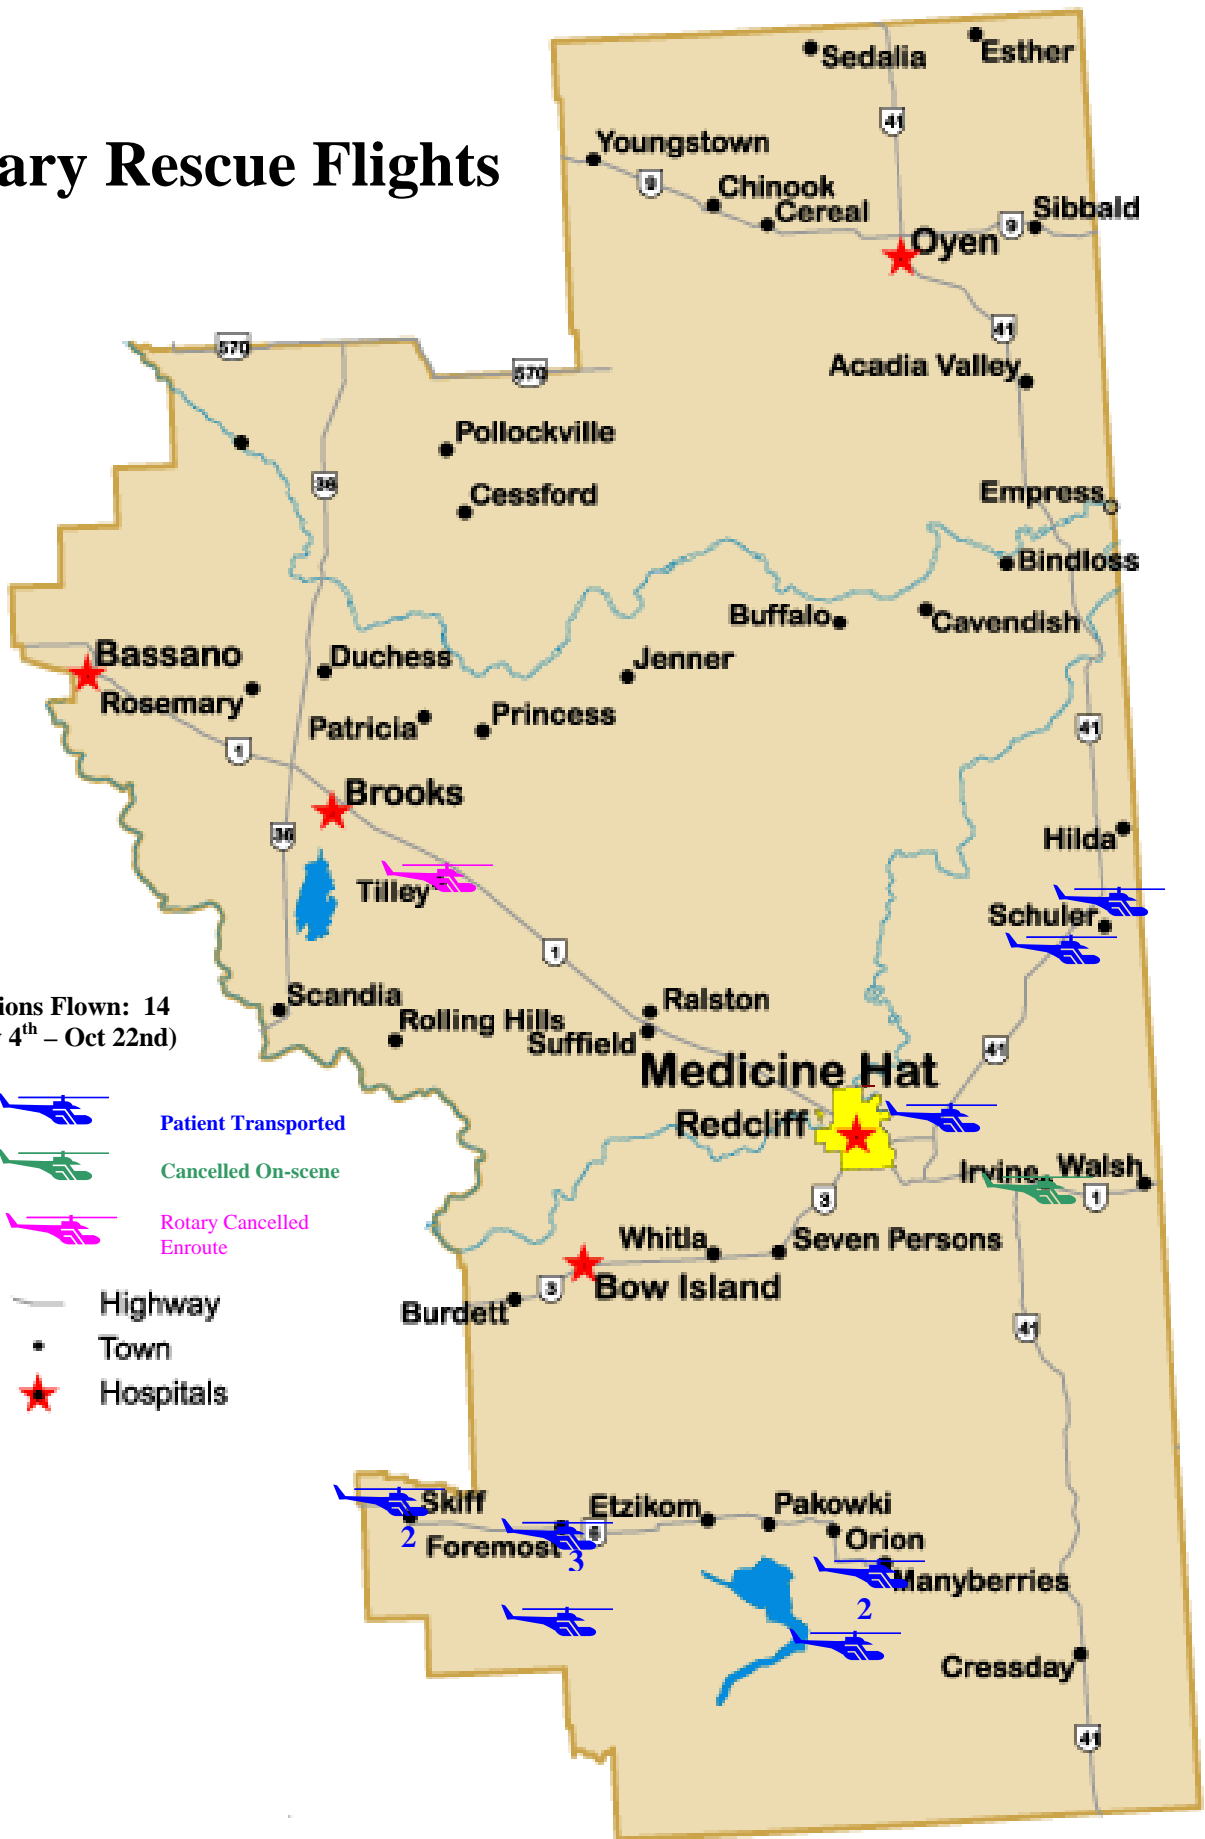 Sedalia
Esther
41
ary Rescue Flights
Youngstown
9
Chinook
Cereal
9
Sibbald
Oyen
570
41
570
Acadia Valley
Pollockville
36
Cessford
Empress
Bindloss
Buffalo
Cavendish
Bassano
Duchess
Jenner
Rosemary
Patricia
Princess
41
1
Brooks
36
Hilda
Tilley
Schuler
1
Scandia
Ralston
ions Flown: 14
4th – Oct 22nd)
Rolling Hills
Suffield
41
Medicine Hat
Redcliff
Patient Transported
Cancelled On-scene
Irvine
Walsh
3
1
Rotary Cancelled
Enroute
Whitla
Seven Persons
3
Bow Island
Highway
Burdett
41
Town
Hospitals
Skiff
Etzikom
Pakowki
2
Foremost
6
Orion
3
Manyberries
2
Cressday
41